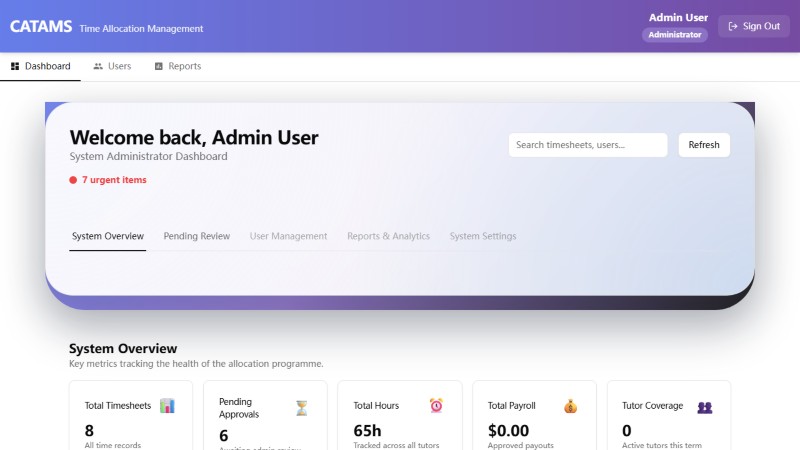 CATAMS Time Allocation Management
Admin User
Administrator
Sign Out
Dashboard Users Reports
Welcome back, Admin User
System Administrator Dashboard
Search timesheets, users...
Refresh
7 urgent items
System Overview Pending Review User Management Reports & Analytics System Settings
System Overview
Key metrics tracking the health of the allocation programme.
Total Timesheets
8
All time records
Pending
Approvals
6
Awaiting admin review
Total Hours
65h
Tracked across all tutors
Total Payroll
$0.00
Approved payouts
Tutor Coverage
0
Active tutors this term